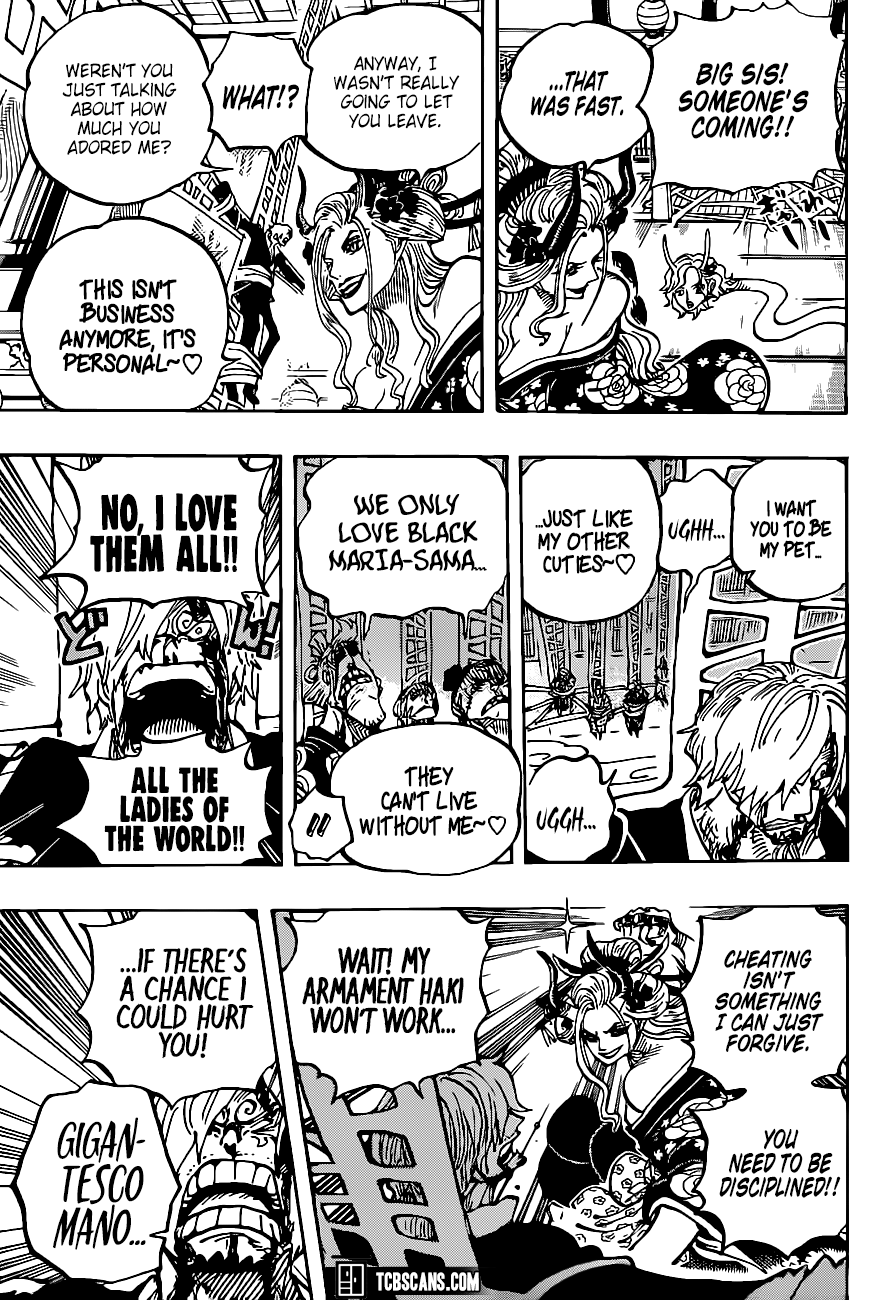 BIG SIS!
SOMEONE'S
COMING!!
...THAT
WAS FAST.
ANYWAY, I
WASN'T REALLY
GOING TO LET
YOU LEAVE.
WHAT!?
WEREN'T YOU
JUST TALKING
ABOUT HOW
MUCH YOU
ADORED ME?
THIS ISN'T
BUSINESS
ANYMORE, IT'S
PERSONAL~♡
I WANT
YOU TO BE
MY PET...
UGHH...
...JUST LIKE
MY OTHER
CUTIES~♡
UGGH...
WE ONLY
LOVE BLACK
MARIA-SAMA...
THEY
CAN'T LIVE
WITHOUT ME~♡
!!
NO, I LOVE
THEM ALL!!
ど
ん!
ALL THE
LADIES OF
THE WORLD!!
CHEATING
ISN'T
SOMETHING
I CAN JUST
FORGIVE.
YOU
NEED TO BE
DISCIPLINED!!
WAIT! MY
ARMAMENT HAKI
WON'T WORK...
...IF THERE'S
A CHANCE I
COULD HURT
YOU!
GIGAN-
TESCO
MANO...
TCBSCANS.COM